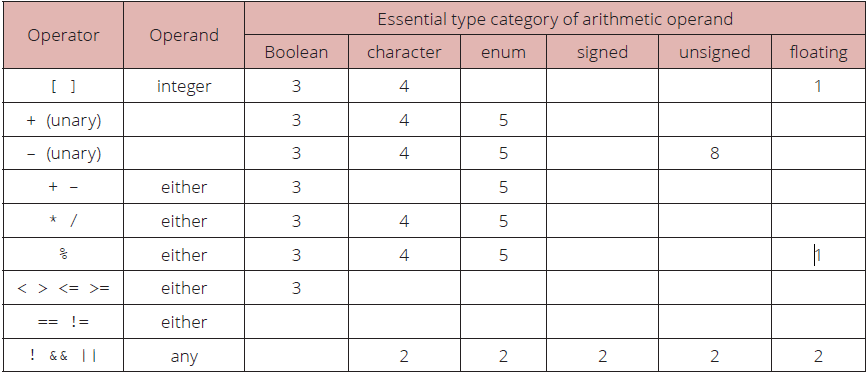 Essential type category of arithmetic operand
Operator Operand
Boolean character enum signed unsigned floating
[ ] integer 3 4 1
+ (unary) 3 4 5
– (unary) 3 4 5 8
+ – either 3 5
* / either 3 4 5
% either 3 4 5 1
< > <= >= either 3
== != either
! && || any 2 2 2 2 2